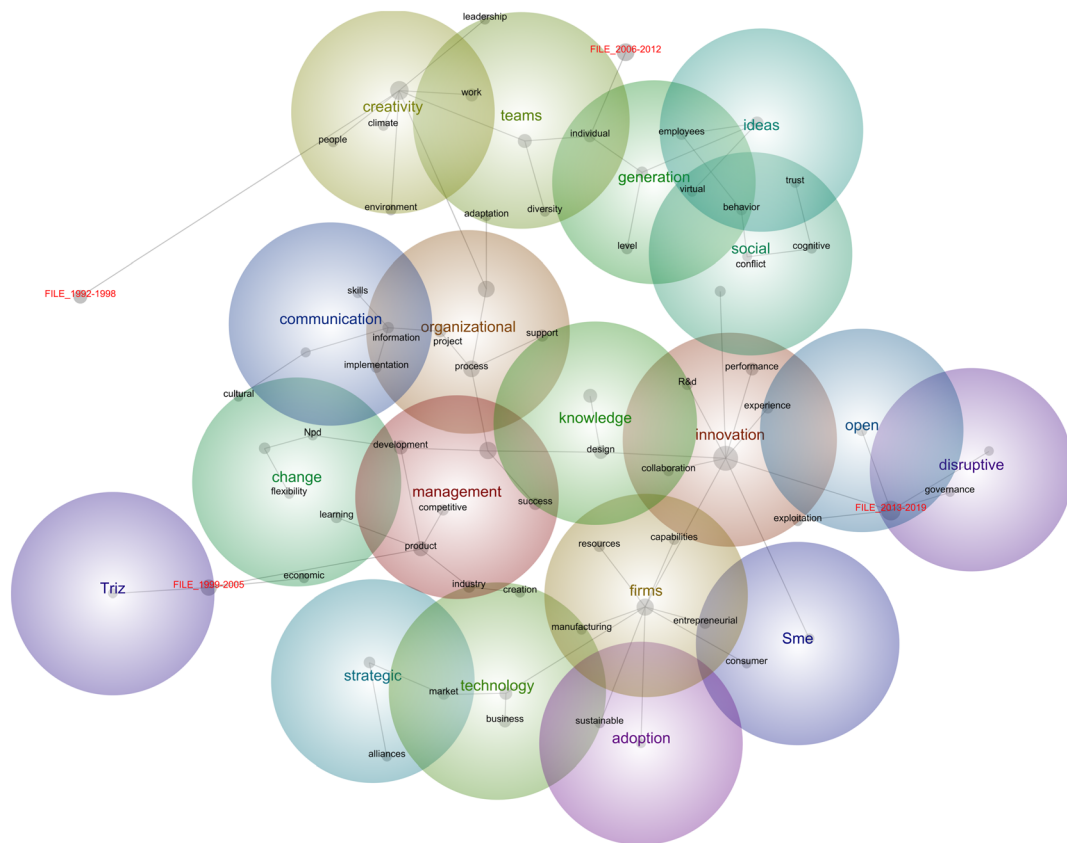 leadership
FILE_2006-2012
work
creativity
teams
climate
ideas
people
individual
employees
generation
trust
virtual
environment
adaptation
diversity
behavior
level
social
cognitive
conflict
FILE_1992-1998
skills
communication
organizational
information
project
support
implementation
process
performance
R&d
cultural
experience
knowledge
innovation
open
Npd
development
design
disruptive
collaboration
change
management
flexibility
competitive
success
governance
FILE_2013-2019
learning
exploitation
product
resources
capabilities
economic
FILE_1999-2005
Triz
industry
creation
firms
manufacturing
entrepreneurial
Sme
consumer
strategic
technology
market
business
sustainable
adoption
alliances